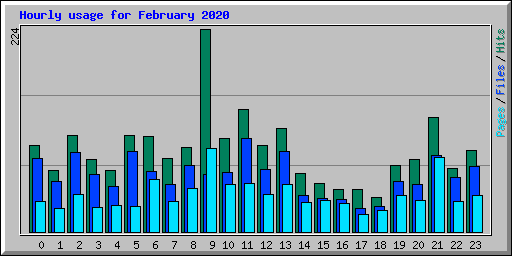 Hourly usage for February 2020
224
Pages/Files/Hits
0 1 2 3 4 5 6 7 8 9 10 11 12 13 14 15 16 17 18 19 20 21 22 23